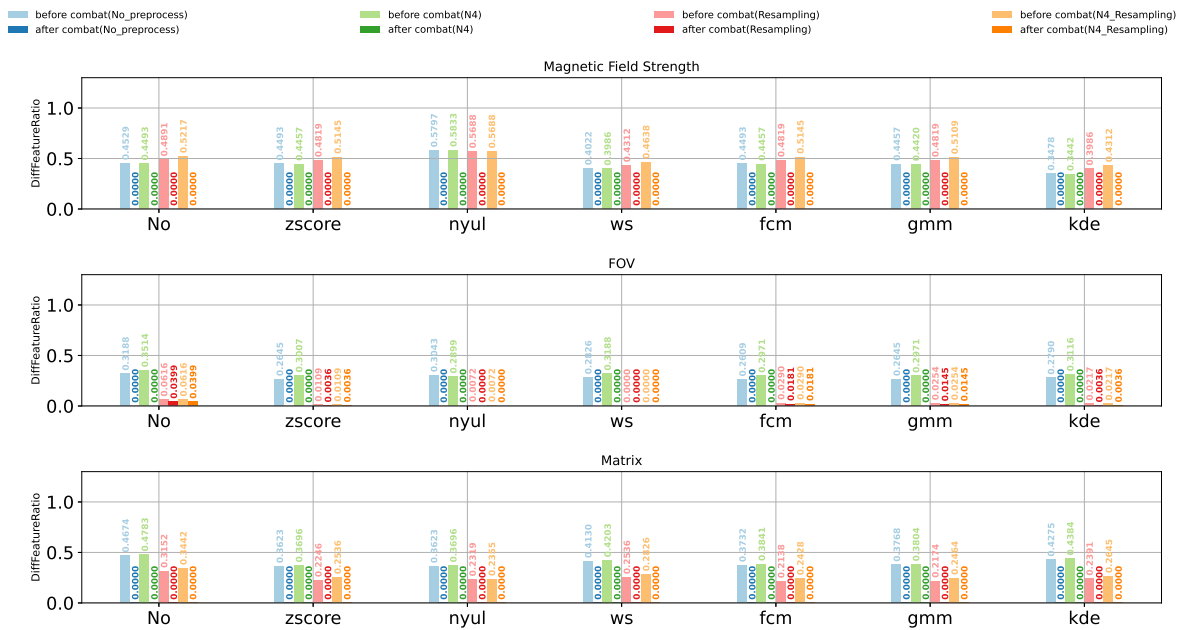 before combat(No_preprocess) before combat(N4) before combat(Resampling) before combat(N4_Resampling)
after combat(No_preprocess) after combat(N4) after combat(Resampling) after combat(N4_Resampling)
Magnetic Field Strength
DiffFeatureRatio
1.0
0.5
0.0
0.4529 0.0000 0.4493 0.0000 0.4891 0.0000 0.5217 0.0000
0.4493 0.0000 0.4457 0.0000 0.4819 0.0000 0.5145 0.0000
0.5797 0.0000 0.5833 0.0000 0.5688 0.0000 0.5688 0.0000
0.4022 0.0000 0.3986 0.0000 0.4312 0.0000 0.4638 0.0000
0.4493 0.0000 0.4457 0.0000 0.4819 0.0000 0.5145 0.0000
0.4457 0.0000 0.4420 0.0000 0.4819 0.0000 0.5109 0.0000
0.3478 0.0000 0.3442 0.0000 0.3986 0.0000 0.4312 0.0000
No zscore nyul ws fcm gmm kde
FOV
DiffFeatureRatio
1.0
0.5
0.0
0.3188 0.0000 0.3514 0.0000 0.0616 0.0399 0.0616 0.0399
0.2645 0.0000 0.3007 0.0000 0.0109 0.0036 0.0109 0.0036
0.3043 0.0000 0.2899 0.0000 0.0072 0.0000 0.0072 0.0000
0.2826 0.0000 0.3188 0.0000 0.0000 0.0000 0.0000 0.0000
0.2609 0.0000 0.2971 0.0000 0.0290 0.0181 0.0290 0.0181
0.2645 0.0000 0.2971 0.0000 0.0254 0.0145 0.0254 0.0145
0.2790 0.0000 0.3116 0.0000 0.0217 0.0036 0.0217 0.0036
No zscore nyul ws fcm gmm kde
Matrix
DiffFeatureRatio
1.0
0.5
0.0
0.4674 0.0000 0.4783 0.0000 0.3152 0.0000 0.3442 0.0000
0.3623 0.0000 0.3696 0.0000 0.2246 0.0000 0.2536 0.0000
0.3623 0.0000 0.3696 0.0000 0.2319 0.0000 0.2355 0.0000
0.4130 0.0000 0.4203 0.0000 0.2536 0.0000 0.2826 0.0000
0.3732 0.0000 0.3841 0.0000 0.2138 0.0000 0.2428 0.0000
0.3768 0.0000 0.3804 0.0000 0.2174 0.0000 0.2464 0.0000
0.4275 0.0000 0.4384 0.0000 0.2391 0.0000 0.2645 0.0000
No zscore nyul ws fcm gmm kde